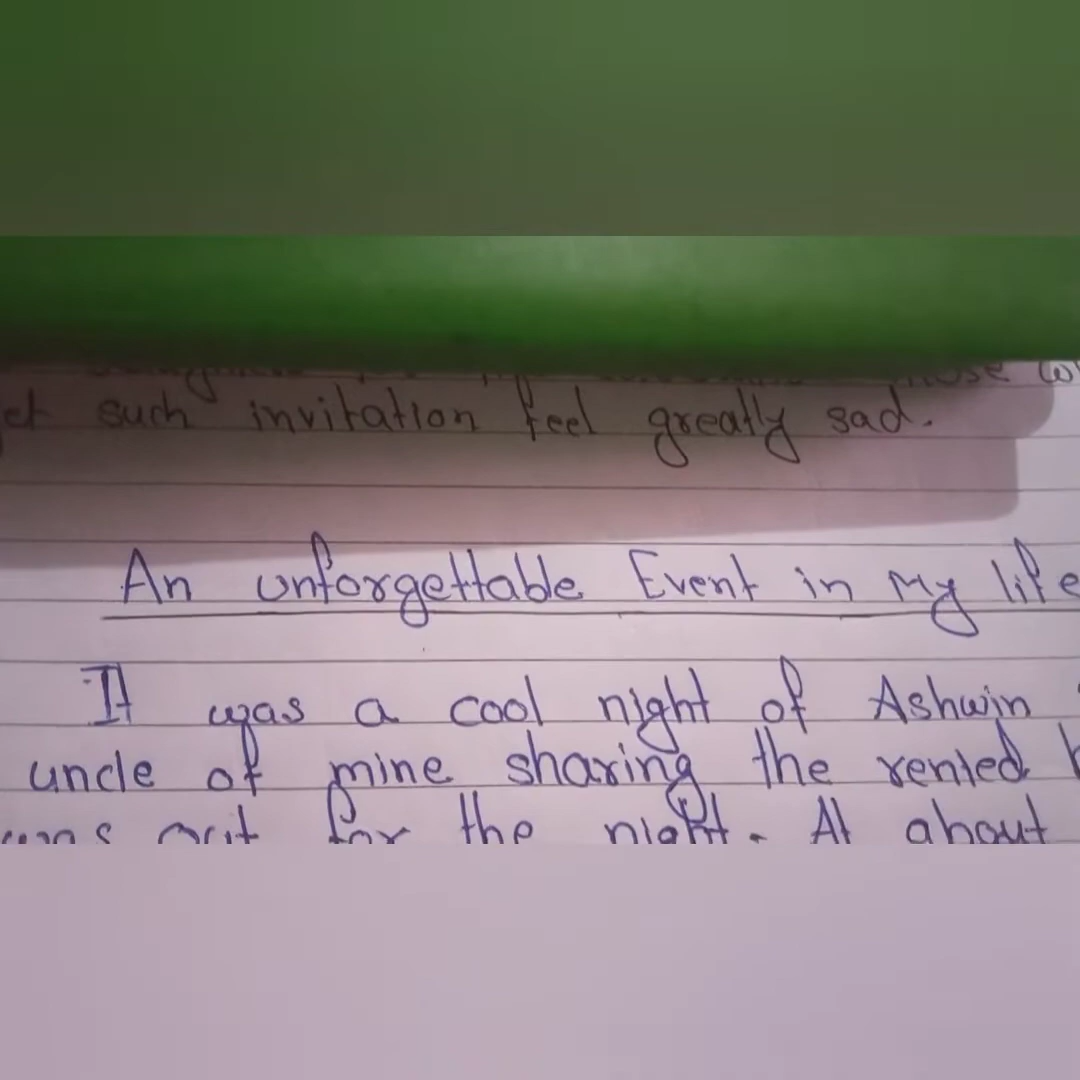 such invitation feel greatly sad.
An unforgettable Event in My life
It was a cool night of Ashwin
uncle of mine sharing the rented
out for the night. At about